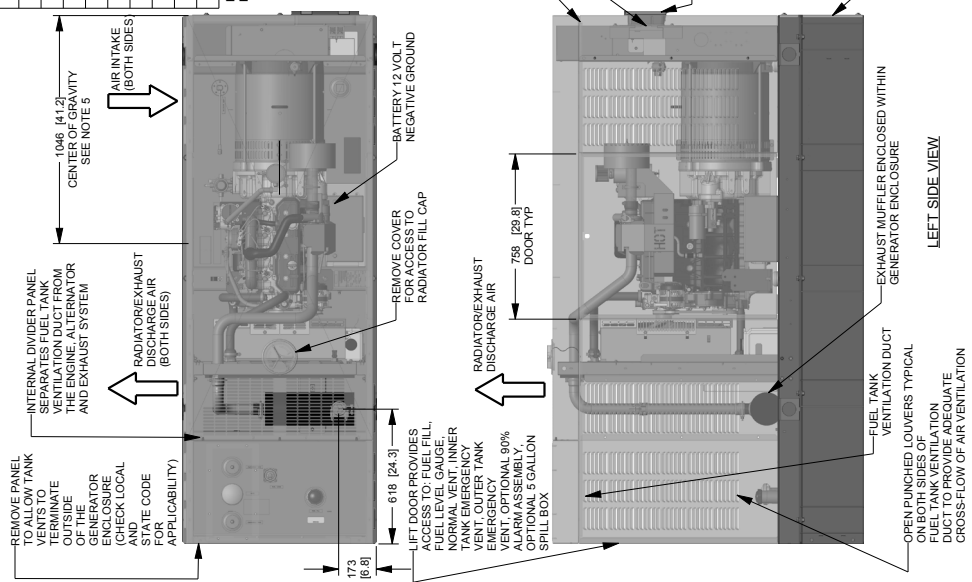 REMOVE PANEL
TO ALLOW TANK
VENTS TO
TERMINATE
OUTSIDE
OF THE
GENERATOR
ENCLOSURE
(CHECK LOCAL
AND
STATE CODE
FOR
APPLICABILITY)
INTERNAL DIVIDER PANEL
SEPARATES FUEL TANK
VENTILATION DUCT FROM
THE ENGINE, ALTERNATOR
AND EXHAUST SYSTEM
RADIATOR/EXHAUST
DISCHARGE AIR
(BOTH SIDES)
1046 [41.2]
CENTER OF GRAVITY
SEE NOTE 5
AIR INTAKE
(BOTH SIDES)
BATTERY 12 VOLT
NEGATIVE GROUND
REMOVE COVER
FOR ACCESS TO
RADIATOR FILL CAP
618 [24.3]
173
[6.8]
LIFT DOOR PROVIDES
ACCESS TO: FUEL FILL,
FUEL LEVEL GAUGE,
NORMAL VENT, INNER
TANK EMERGENCY
VENT, OUTER TANK
EMERGENCY
VENT, OPTIONAL 90%
ALARM ASSEMBLY,
OPTIONAL 5 GALLON
SPILL BOX
RADIATOR/EXHAUST
DISCHARGE AIR
758 [29.8]
DOOR TYP
HOT
EXHAUST MUFFLER ENCLOSED WITHIN
GENERATOR ENCLOSURE
FUEL TANK
VENTILATION DUCT
OPEN PUNCHED LOUVERS TYPICAL
ON BOTH SIDES OF
FUEL TANK VENTILATION
DUCT TO PROVIDE ADEQUATE
CROSS-FLOW OF AIR VENTILATION
LEFT SIDE VIEW